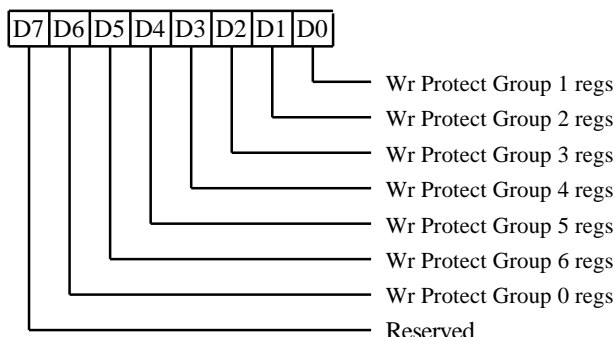 D7 D6 D5 D4 D3 D2 D1 D0
Wr Protect Group 1 regs
Wr Protect Group 2 regs
Wr Protect Group 3 regs
Wr Protect Group 4 regs
Wr Protect Group 5 regs
Wr Protect Group 6 regs
Wr Protect Group 0 regs
Reserved